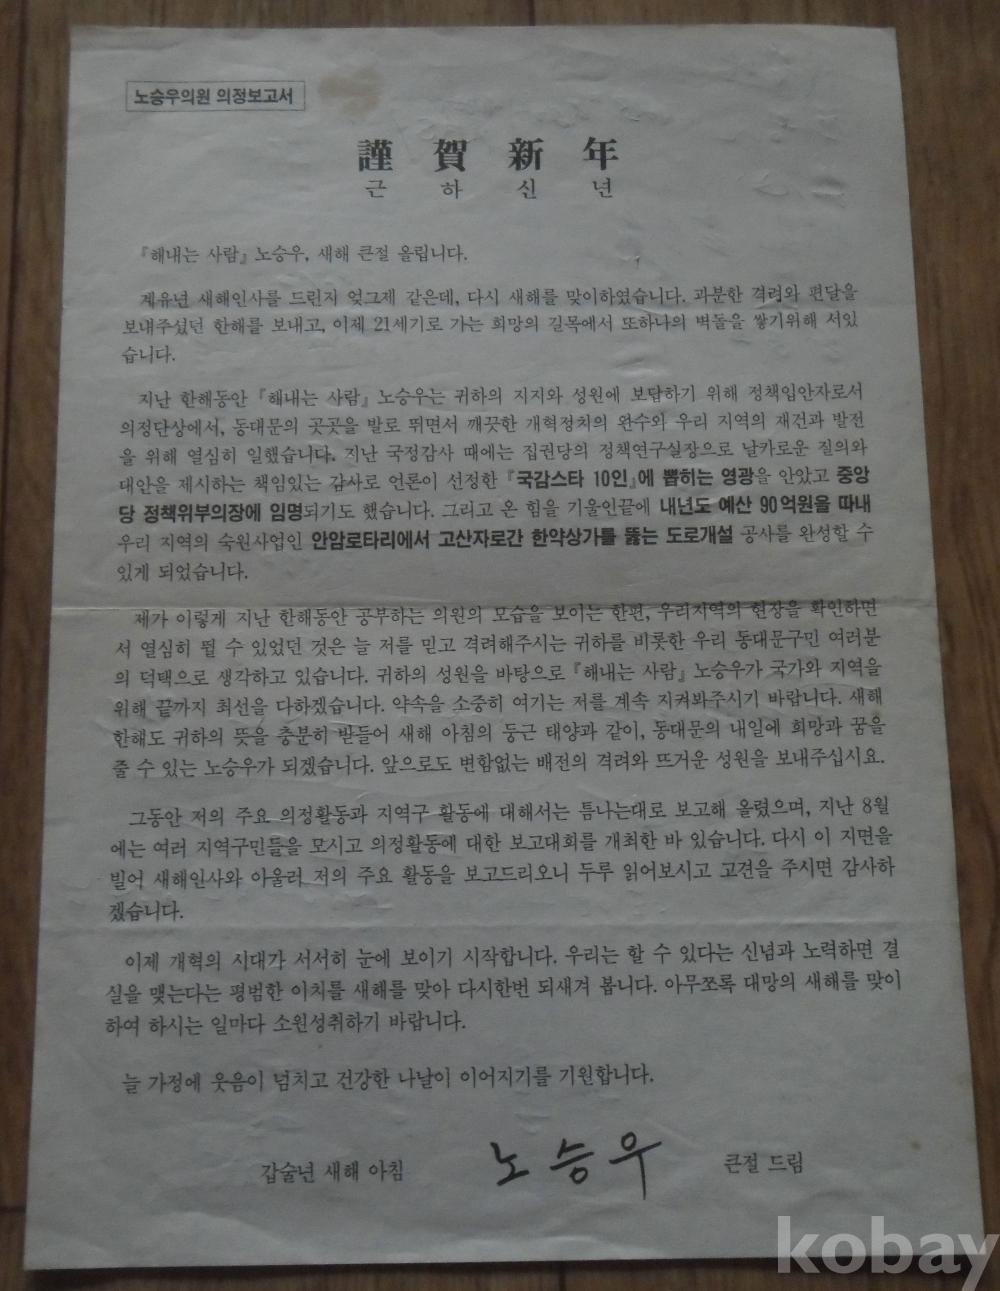 노승우의원 의정보고서
謹賀新年
근하신년
『해내는 사람』 노승우, 새해 큰절 올립니다.
계유년 새해인사를 드린지 엊그제 같은데, 다시 새해를 맞이하였습니다. 과분한 격려와 편달을
보내주셨던 한해를 보내고, 이제 21세기로 가는 희망의 길목에서 또하나의 벽돌을 쌓기위해 서있
습니다.
지난 한해동안 『해내는 사람』 노승우는 귀하의 지지와 성원에 보답하기 위해 정책입안자로서
의정단상에서, 동대문의 곳곳을 발로 뛰면서 깨끗한 개혁정치의 완수와 우리 지역의 재건과 발전
을 위해 열심히 일했습니다. 지난 국정감사 때에는 집권당의 정책연구실장으로 날카로운 질의와
대안을 제시하는 책임있는 감사로 언론이 선정한 『국감스타 10인』에 뽑히는 영광을 안았고 중앙
당 정책위부의장에 임명되기도 했습니다. 그리고 온 힘을 기울인끝에 내년도 예산 90억원을 따내
우리 지역의 숙원사업인 안암로타리에서 고산자로간 한약상가를 뚫는 도로개설 공사를 완성할 수
있게 되었습니다.
제가 이렇게 지난 한해동안 공부하는 의원의 모습을 보이는 한편, 우리지역의 현장을 확인하면
서 열심히 뛸 수 있었던 것은 늘 저를 믿고 격려해주시는 귀하를 비롯한 우리 동대문구민 여러분
의 덕택으로 생각하고 있습니다. 귀하의 성원을 바탕으로 『해내는 사람』 노승우가 국가와 지역을
위해 끝까지 최선을 다하겠습니다. 약속을 소중히 여기는 저를 계속 지켜봐주시기 바랍니다. 새해
한해도 귀하의 뜻을 충분히 받들어 새해 아침의 둥근 태양과 같이, 동대문의 내일에 희망과 꿈을
줄 수 있는 노승우가 되겠습니다. 앞으로도 변함없는 배전의 격려와 뜨거운 성원을 보내주십시요.
그동안 저의 주요 의정활동과 지역구 활동에 대해서는 틈나는대로 보고해 올렸으며, 지난 8월
에는 여러 지역구민들을 모시고 의정활동에 대한 보고대회를 개최한 바 있습니다. 다시 이 지면을
빌어 새해인사와 아울러 저의 주요 활동을 보고드리오니 두루 읽어보시고 고견을 주시면 감사하
겠습니다.
이제 개혁의 시대가 서서히 눈에 보이기 시작합니다. 우리는 할 수 있다는 신념과 노력하면 결
실을 맺는다는 평범한 이치를 새해를 맞아 다시한번 되새겨 봅니다. 아무쪼록 대망의 새해를 맞이
하여 하시는 일마다 소원성취하기 바랍니다.
늘 가정에 웃음이 넘치고 건강한 나날이 이어지기를 기원합니다.
갑술년 새해 아침 노승우 큰절 드림
kobay